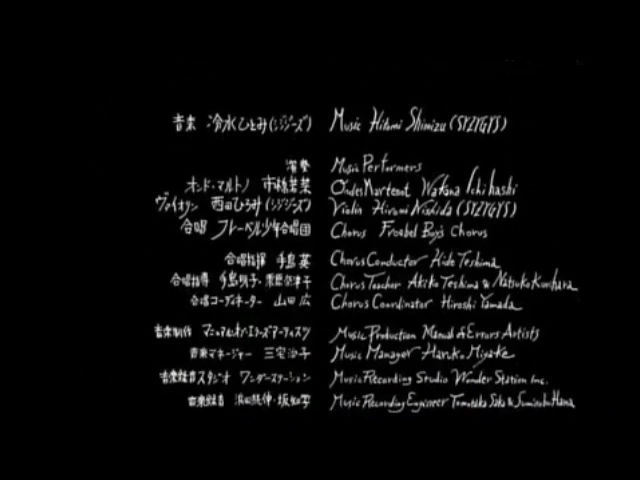 音楽 冷水ひとみ(シジジーズ) Music Hitomi Shimizu (SYZYGYS)
演奏 Music Performers
オンド・マルトノ 市橋若菜 Ondes Martenot Wakana Ichihashi
ヴァイオリン 西田ひろみ(シジジーズ) Violin Hiromi Nishida (SYZYGYS)
合唱 フレーベル少年合唱団 Chorus Froebel Boy's Chorus
合唱指揮 手島英 Chorus Conductor Hide Teshima
合唱指導 手島明子・ Chorus Teacher Akiko Teshima & Natsuko Kurihara
合唱コーディネーター 山田広 Chorus Coordinator Hiroshi Yamada
音楽制作 マニュアル・オブ・エラーズ・アーティスツ Music Production Manual of Errors Artists
音楽マネージャー 三宅治子 Music Manager Haruko Miyake
音楽録音スタジオ ワンダーステーション Music Recording Studio Wonder Station Inc.
音楽録音 Music Recording Engineer Tomotaka Saka & Suminobu Hama